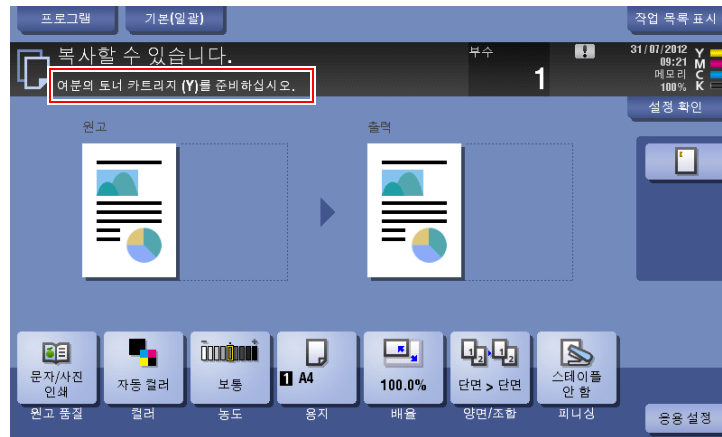 프로그램
기본(일괄)
작업 목록 표시
복사할 수 있습니다.
부수
여분의 토너 카트리지 (Y)를 준비하십시오.
1
31/07/2012
09:21
메모리
100%
Y
M
C
K
설정 확인
원고
출력
문자/사진
인쇄
자동 컬러
보통
1 A4
100.0%
1 2 1 2
단면 > 단면
스테이플
안 함
원고 품질
컬러
농도
용지
배율
양면/조합
피니싱
응용 설정